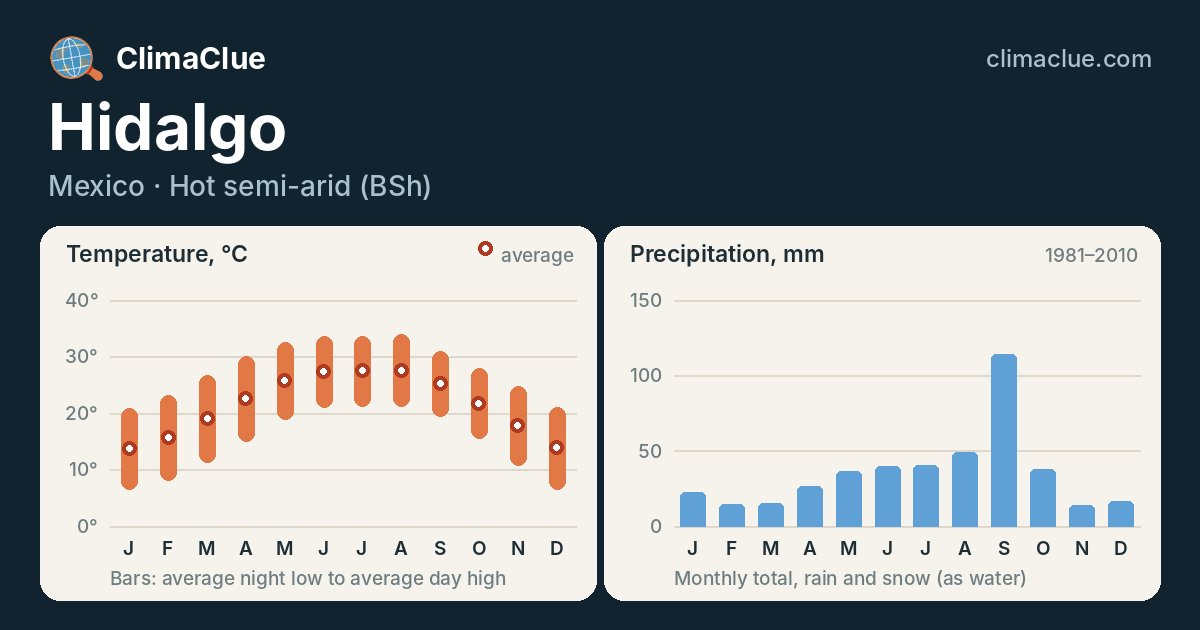 ClimaClue
climaclue.com
Hidalgo
Mexico · Hot semi-arid (BSh)
Temperature, °C
average
40°
30°
20°
10°
0°
J F M A M J J A S O N D
Bars: average night low to average day high
Precipitation, mm
1981–2010
150
100
50
0
J F M A M J J A S O N D
Monthly total, rain and snow (as water)